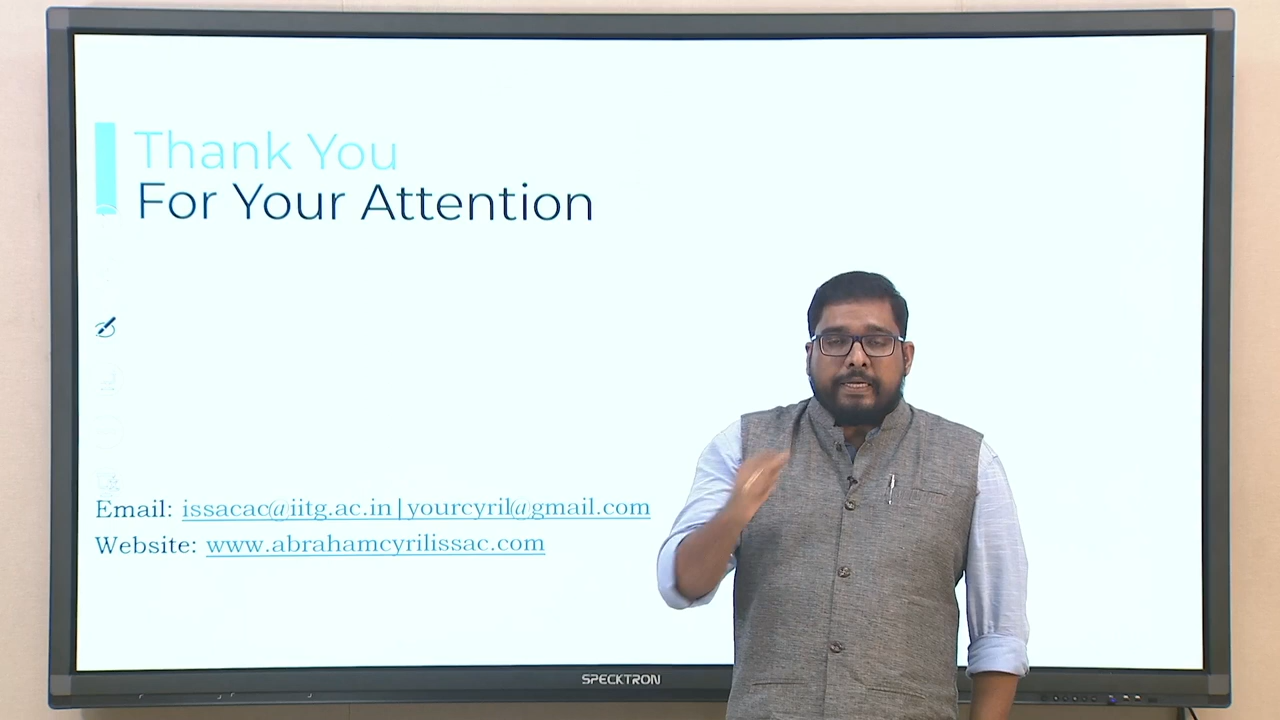 Thank You
For Your Attention
Email: issacac@iitg.ac.in|yourcyril@gmail.com
Website: www.abrahamcyrilissac.com
SPECKTRON